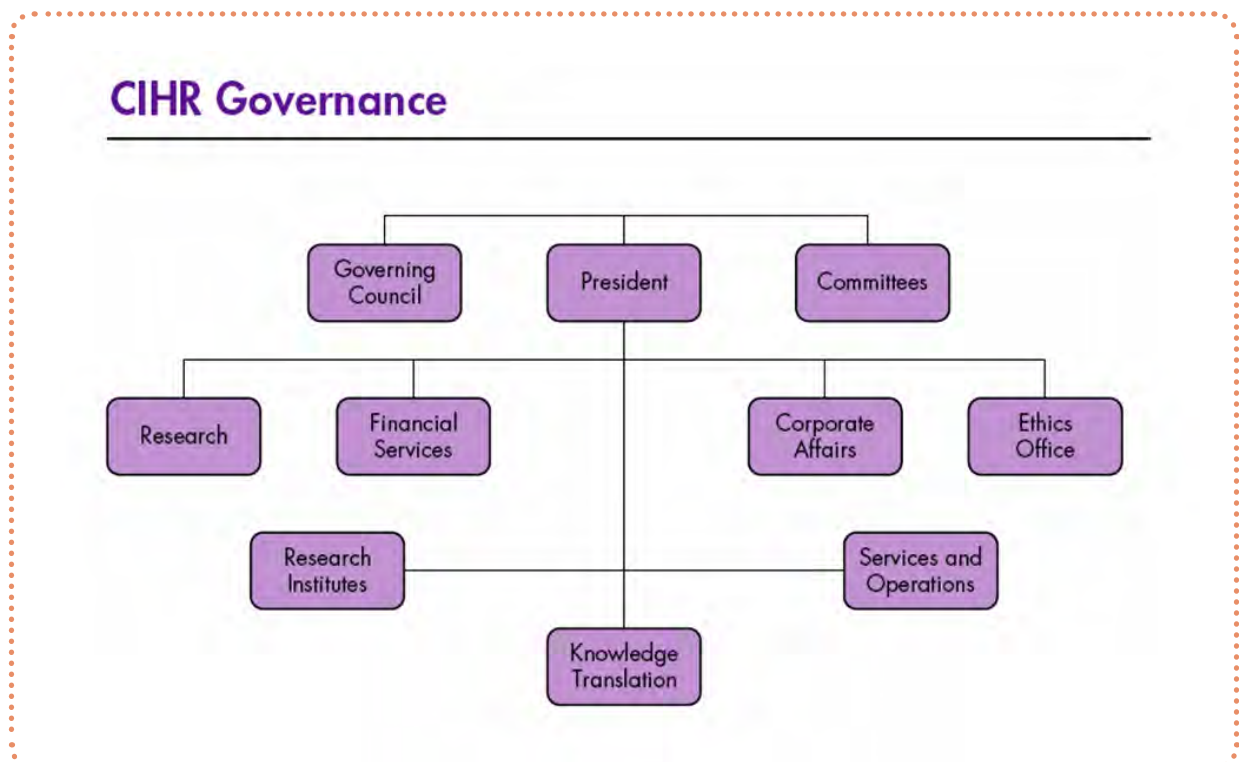 CIHR Governance
Governing
Council
President
Committees
Research
Financial
Services
Corporate
Affairs
Ethics
Office
Research
Institutes
Services and
Operations
Knowledge
Translation